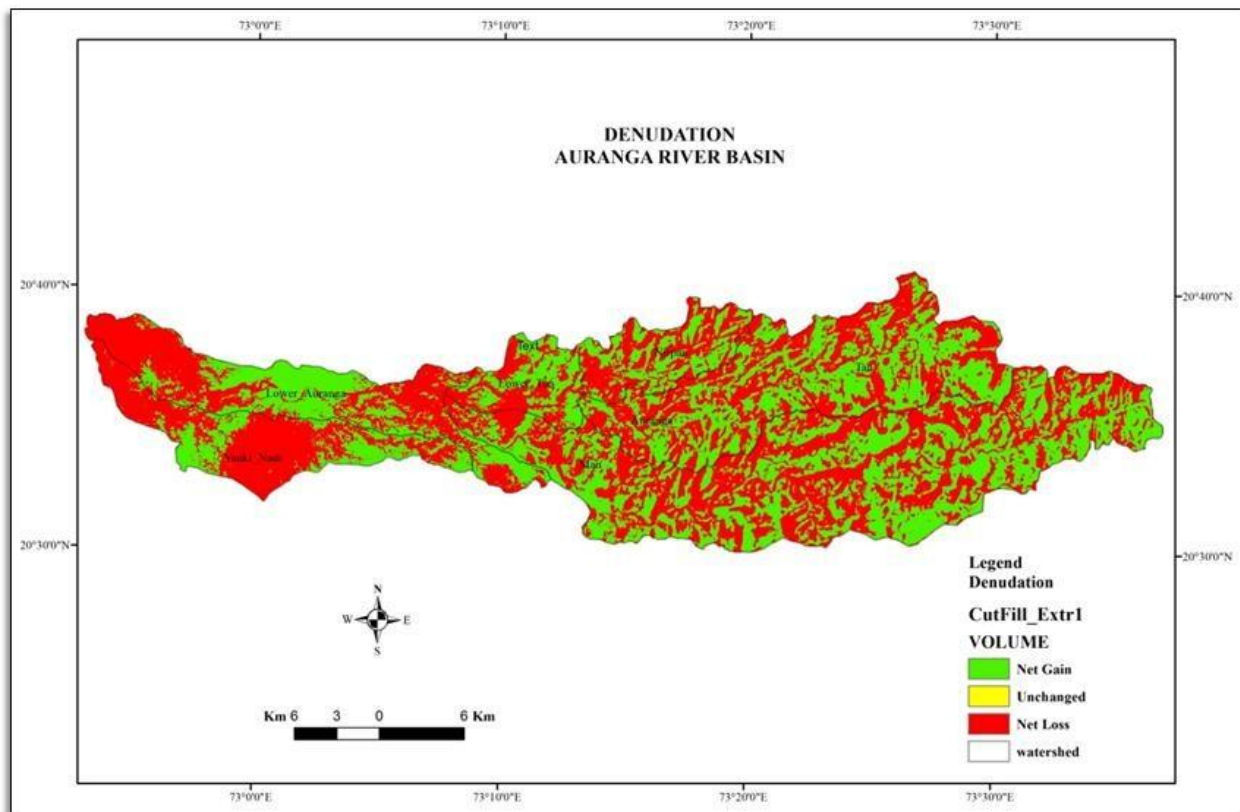 73°0'0"E 73°10'0"E 73°20'0"E 73°30'0"E
DENUDATION
AURANGA RIVER BASIN
20°40'0"N 20°40'0"N
Text
Lower Auranga
Tan
Nadi
Man
20°30'0"N 20°30'0"N
N
W E
S
Km 6 3 0 6 Km
Legend
Denudation
CutFill_Extr1
VOLUME
Net Gain
Unchanged
Net Loss
watershed
73°0'0"E 73°10'0"E 73°20'0"E 73°30'0"E